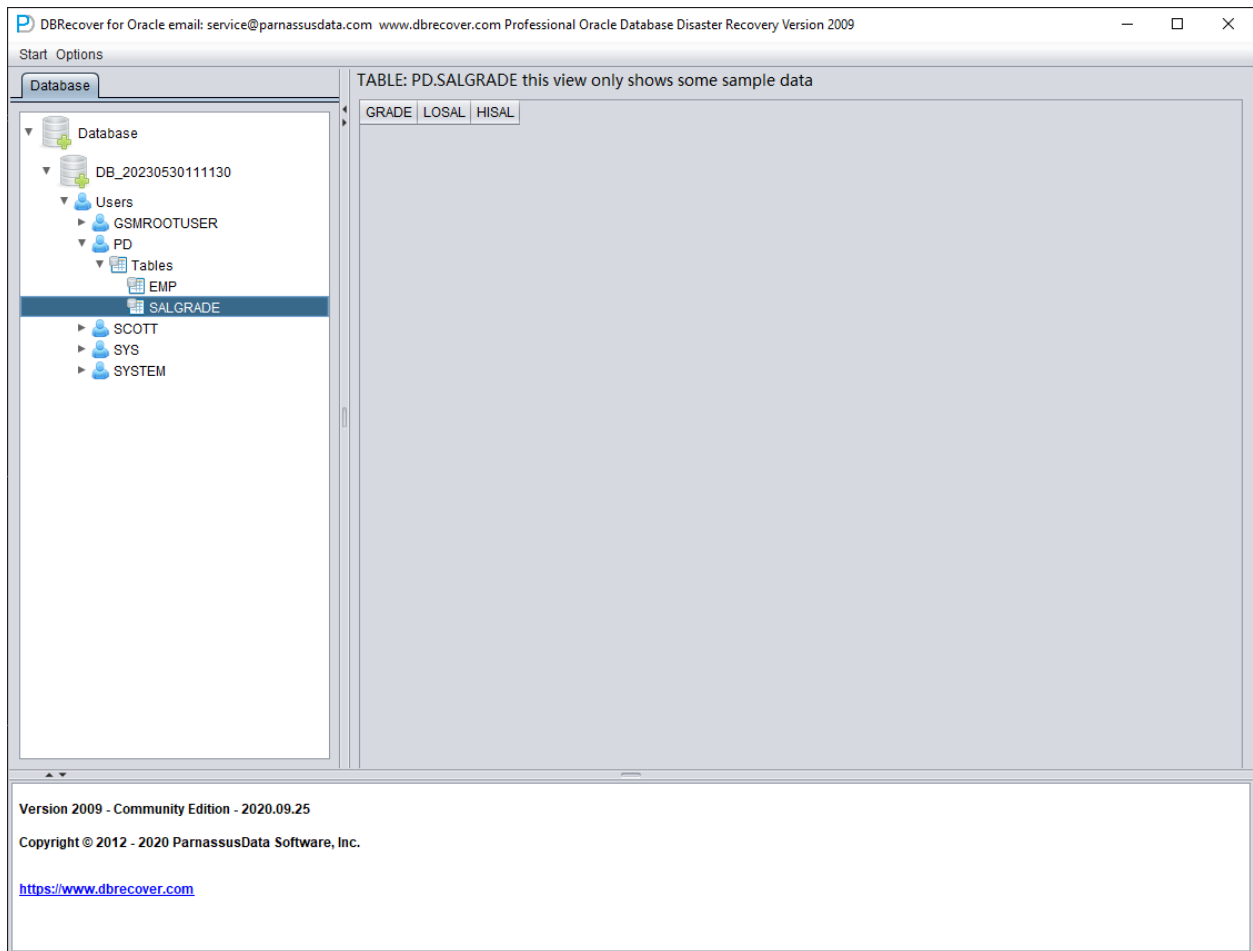 DBRecover for Oracle email: service@parnassusdata.com www.dbrecover.com Professional Oracle Database Disaster Recovery Version 2009
Start Options
Database
TABLE: PD.SALGRADE this view only shows some sample data
GRADE LOSAL HISAL
Database
DB_20230530111130
Users
GSMROOTUSER
PD
Tables
EMP
SALGRADE
SCOTT
SYS
SYSTEM
Version 2009 - Community Edition - 2020.09.25
Copyright © 2012 - 2020 ParnassusData Software, Inc.
https://www.dbrecover.com